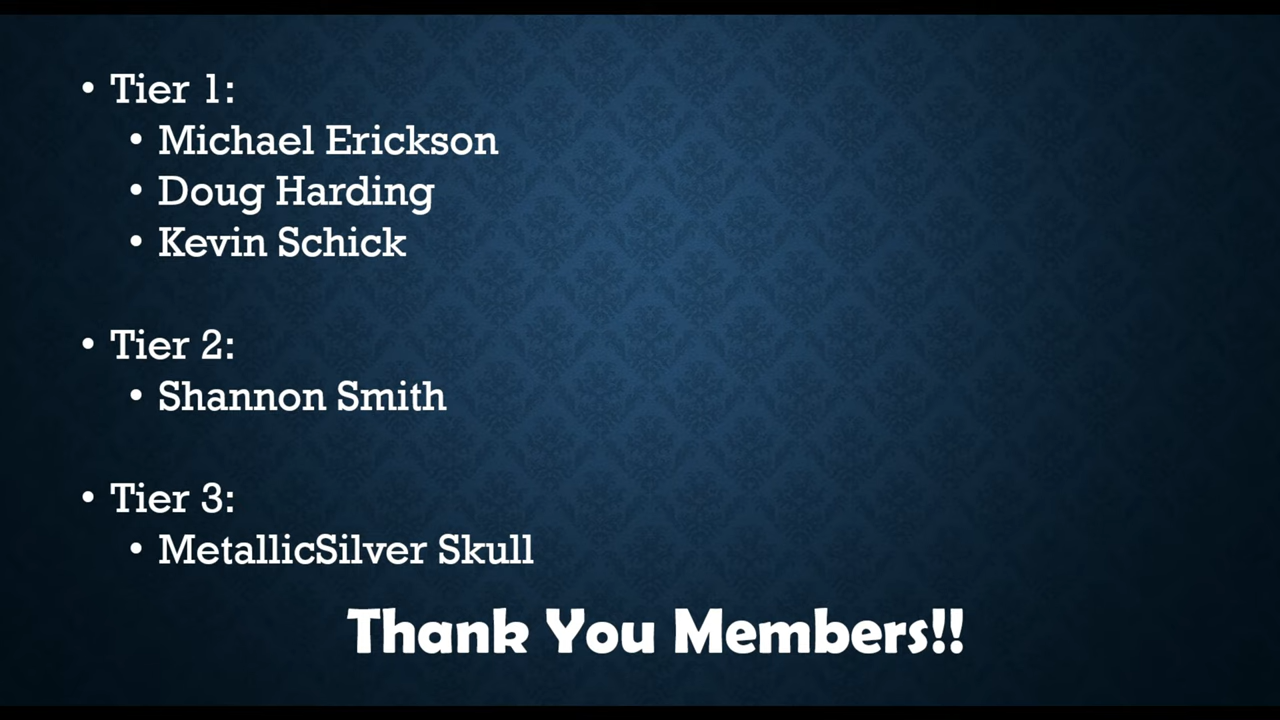 • Tier 1:
• Michael Erickson
• Doug Harding
• Kevin Schick
• Tier 2:
• Shannon Smith
• Tier 3:
• MetallicSilver Skull
Thank You Members!!